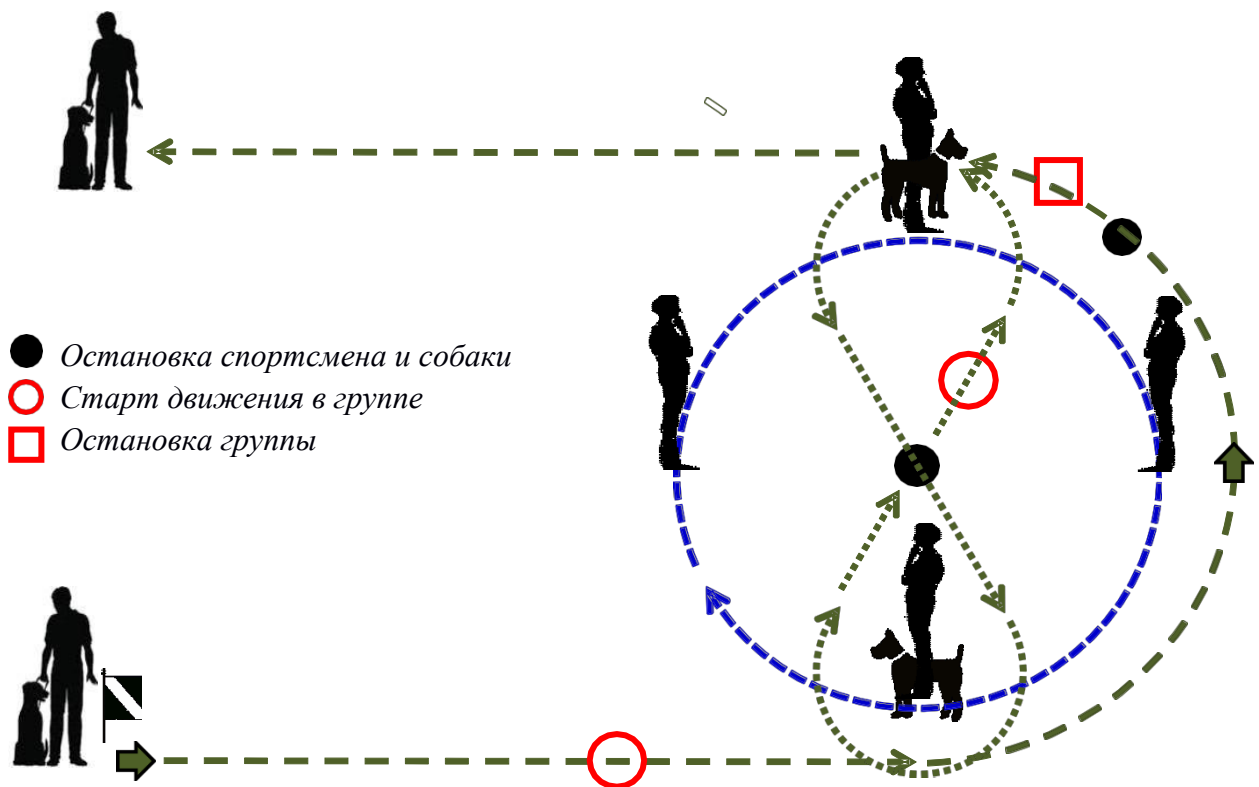 Остановка спортсмена и собаки
Старт движения в группе
Остановка группы